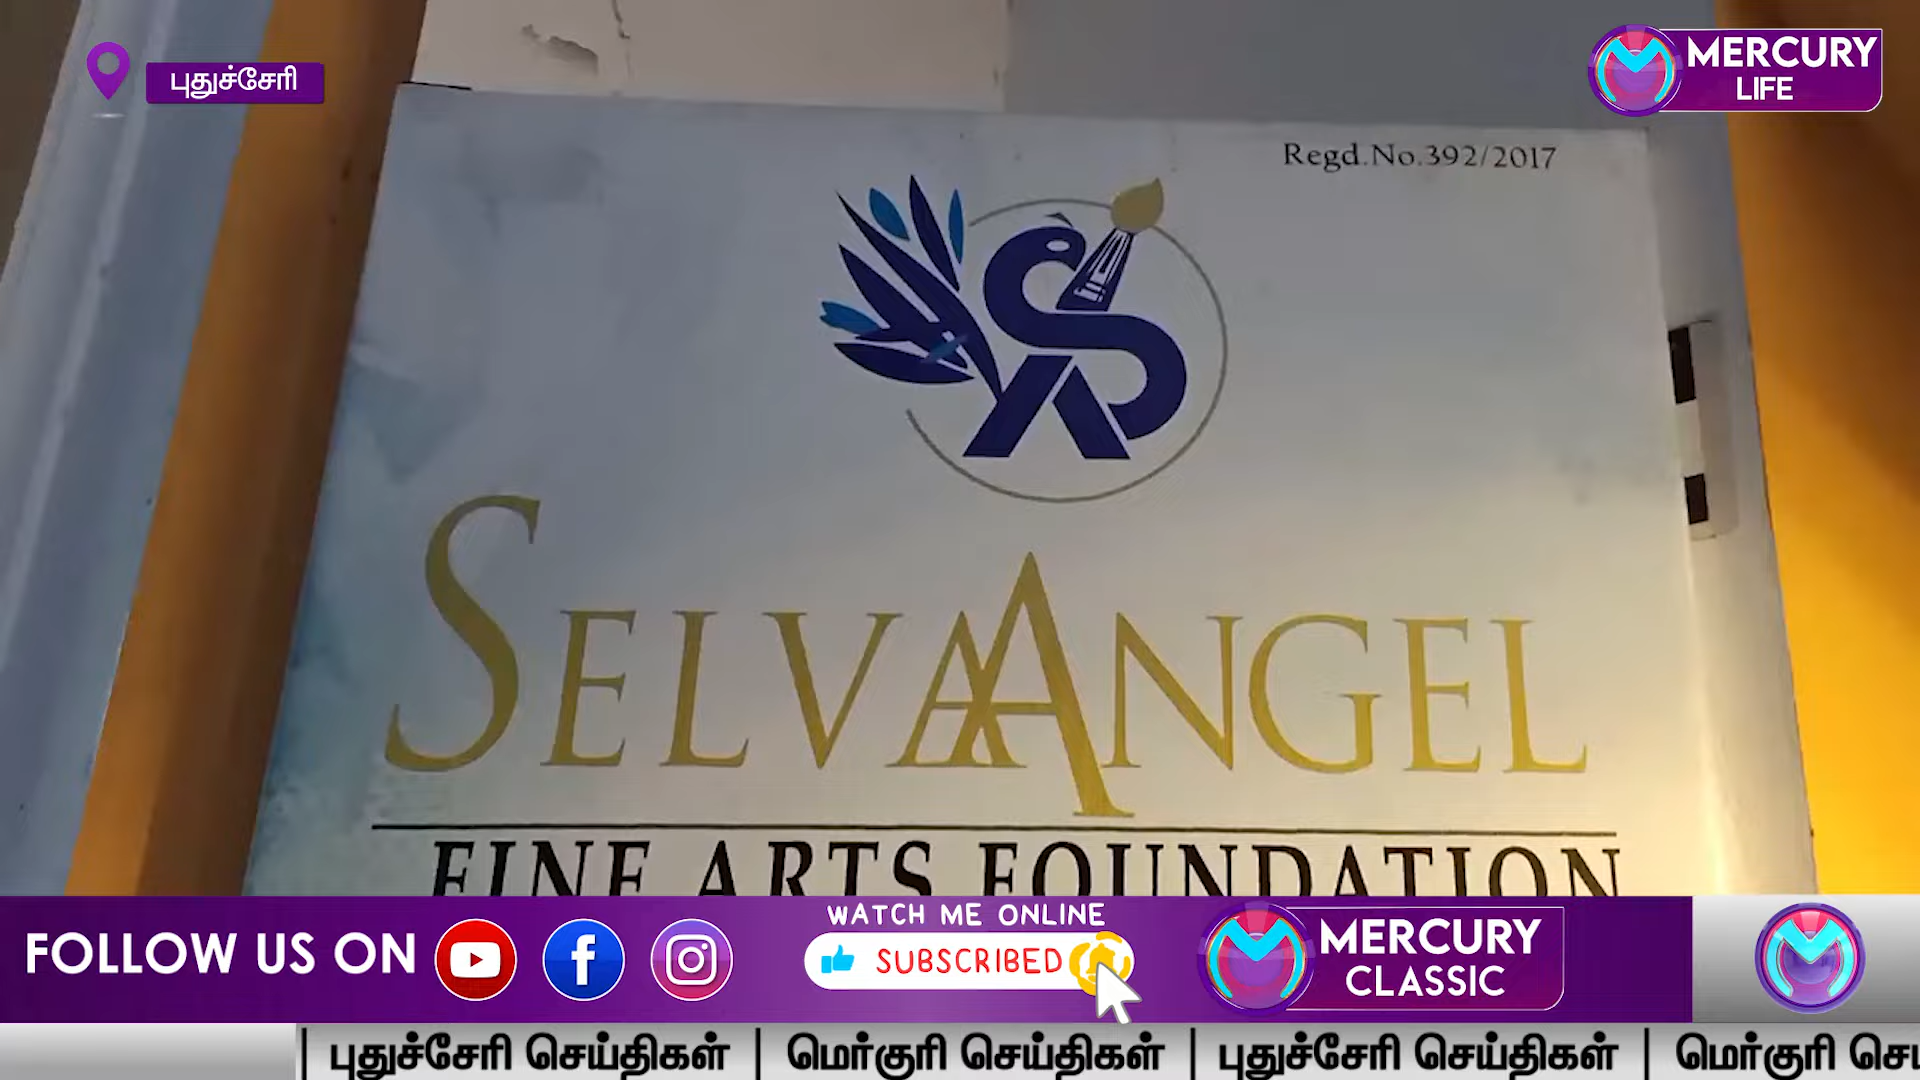 புதுச்சேரி
MERCURY
LIFE
Regd.No.392/2017
SELVAANGEL
FINE ARTS FOUNDATION
FOLLOW US ON
WATCH ME ONLINE
SUBSCRIBED
MERCURY
CLASSIC
புதுச்சேரி செய்திகள் | மெர்குரி செய்திகள் | புதுச்சேரி செய்திகள் | மெர்குரி